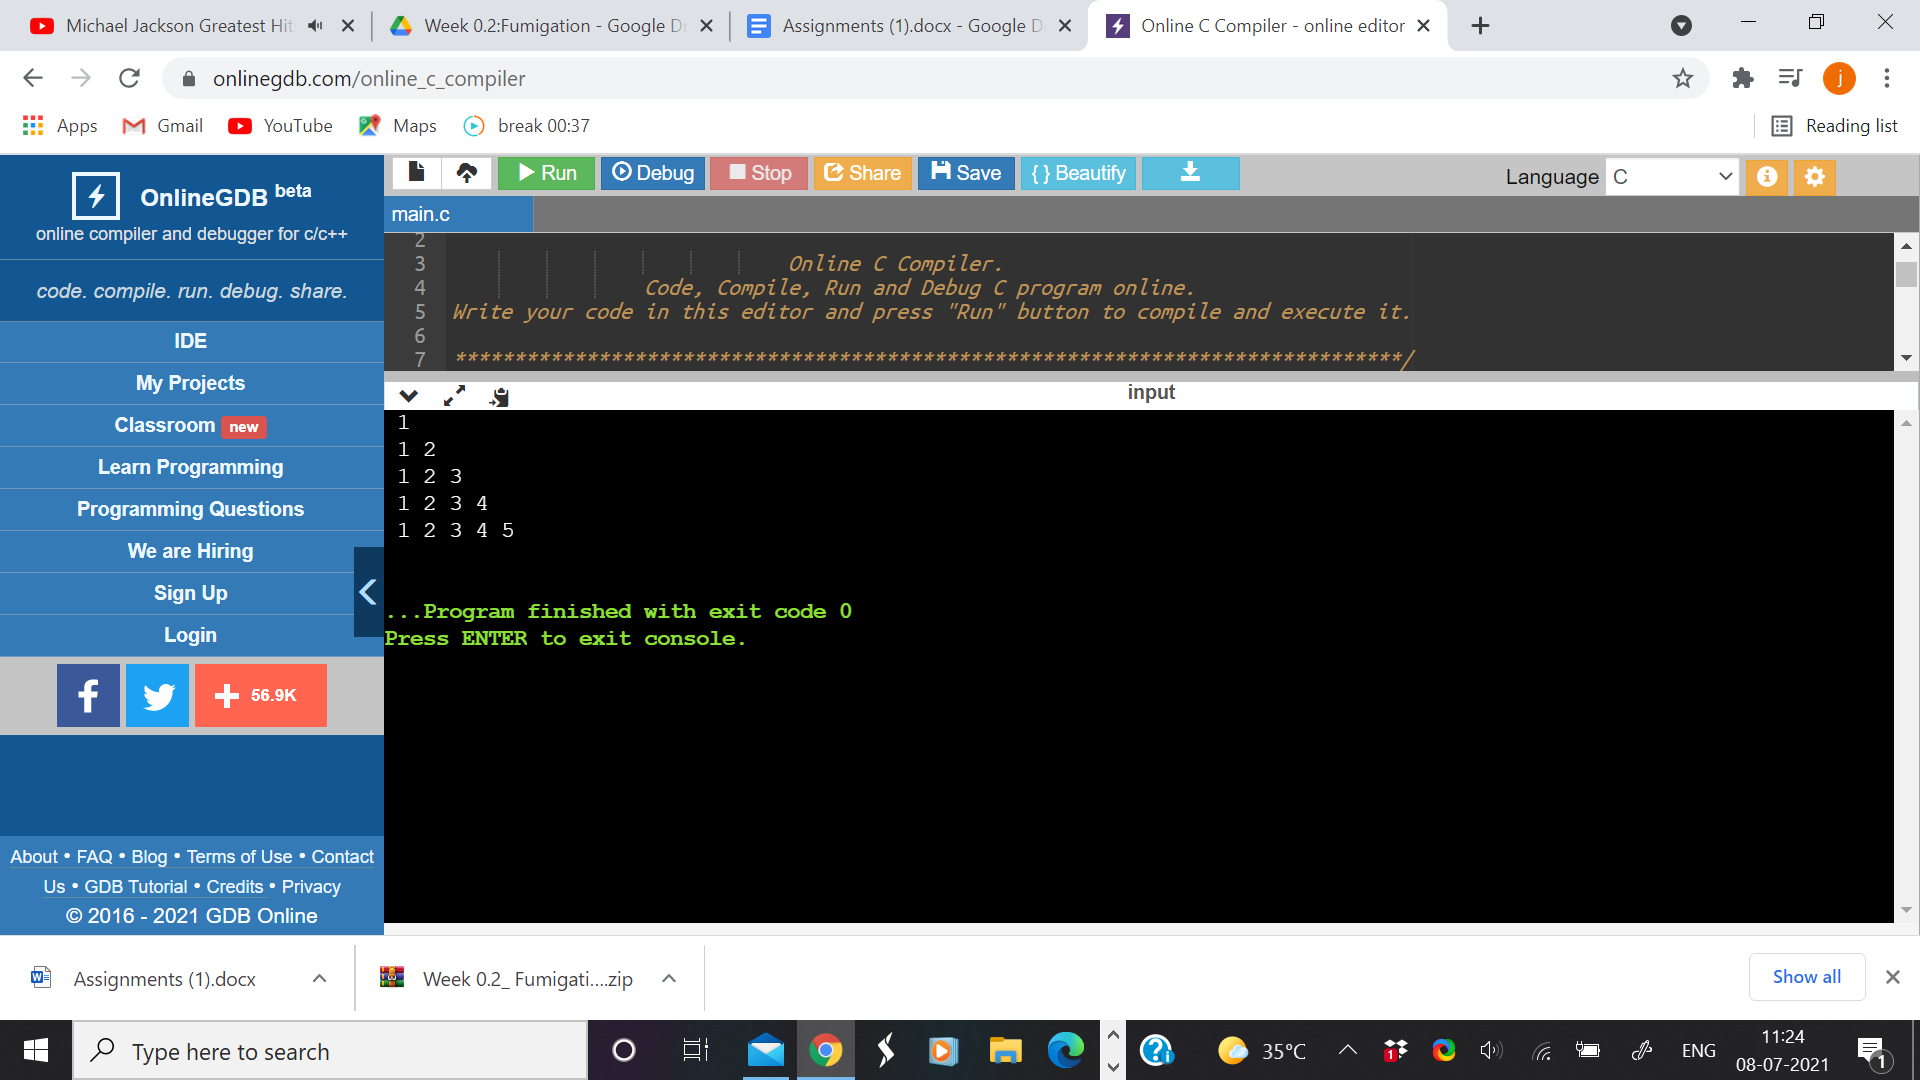 Michael Jackson Greatest Hit
Week 0.2:Fumigation - Google D
Assignments (1).docx - Google D
Online C Compiler - online editor
onlinegdb.com/online_c_compiler
j
Apps
Gmail
YouTube
Maps
break 00:37
Reading list
OnlineGDB beta
online compiler and debugger for c/c++
code. compile. run. debug. share.
IDE
My Projects
Classroom new
Learn Programming
Programming Questions
We are Hiring
Sign Up
Login
f
+ 56.9K
About • FAQ • Blog • Terms of Use • Contact
Us • GDB Tutorial • Credits • Privacy
© 2016 - 2021 GDB Online
Run
Debug
Stop
Share
Save
{ } Beautify
Language C
main.c
2
3 Online C Compiler.
4 Code, Compile, Run and Debug C program online.
5 Write your code in this editor and press "Run" button to compile and execute it.
6
7 *******************************************************************************/
input
1
1 2
1 2 3
1 2 3 4
1 2 3 4 5
...Program finished with exit code 0
Press ENTER to exit console.
Assignments (1).docx
Week 0.2_ Fumigati....zip
Show all
Type here to search
35°C
1
ENG
11:24
08-07-2021
1